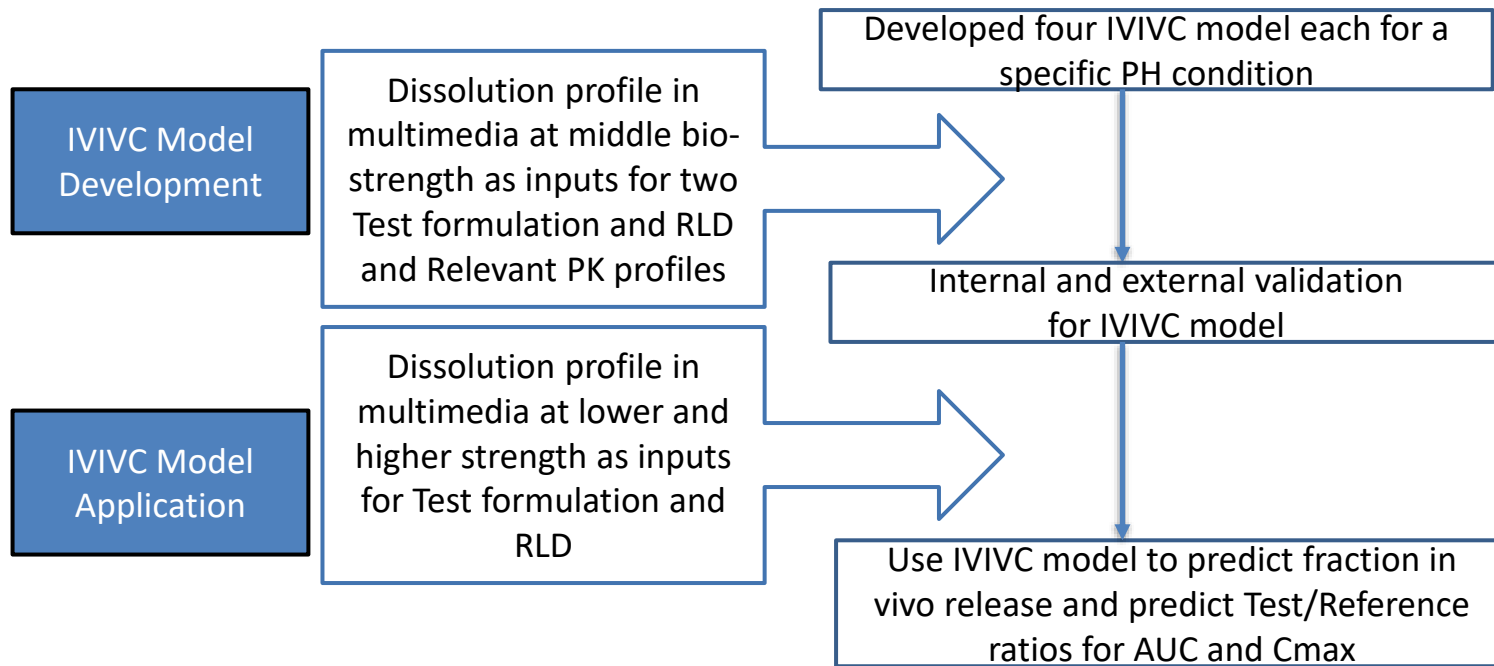 IVIVC Model
Development
Dissolution profile in
multimedia at middle bio-
strength as inputs for two
Test formulation and RLD
and Relevant PK profiles
Developed four IVIVC model each for a
specific PH condition
Internal and external validation
for IVIVC model
IVIVC Model
Application
Dissolution profile in
multimedia at lower and
higher strength as inputs
for Test formulation and
RLD
Use IVIVC model to predict fraction in
vivo release and predict Test/Reference
ratios for AUC and Cmax